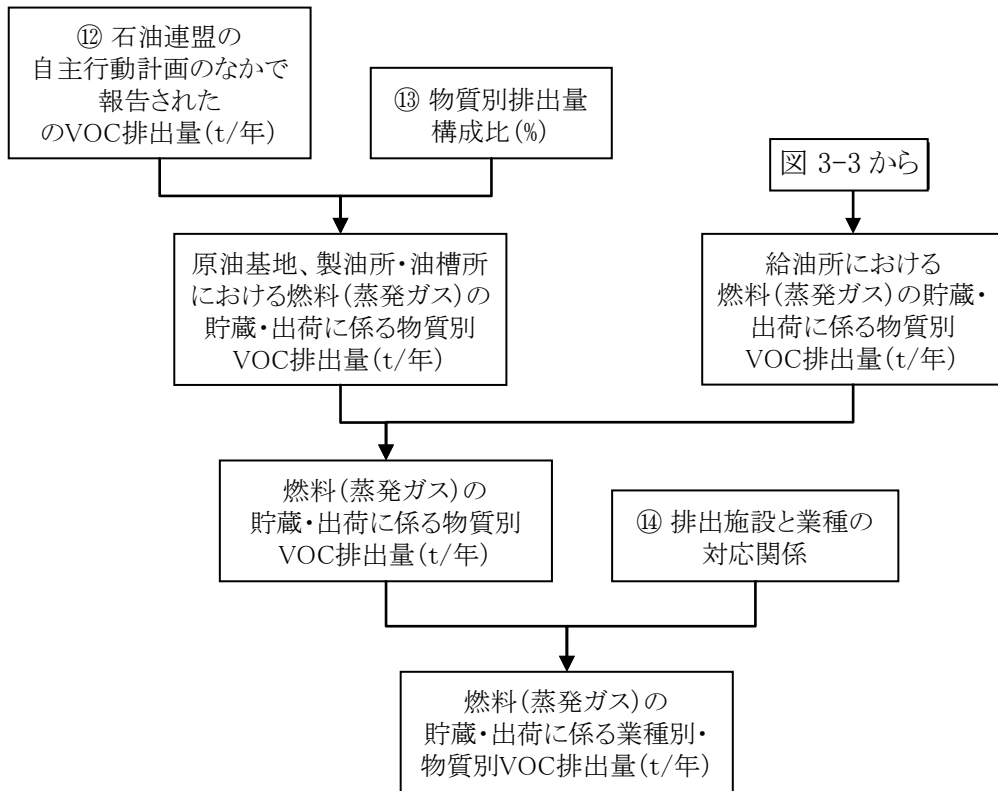 ⑫ 石油連盟の
自主行動計画のなかで
報告された
のVOC排出量(t/年)
⑬ 物質別排出量
構成比(%)
図 3-3 から
原油基地、製油所・油槽所
における燃料(蒸発ガス)の
貯蔵・出荷に係る物質別
VOC排出量(t/年)
給油所における
燃料(蒸発ガス)の貯蔵・
出荷に係る物質別
VOC排出量(t/年)
燃料(蒸発ガス)の
貯蔵・出荷に係る物質別
VOC排出量(t/年)
⑭ 排出施設と業種の
対応関係
燃料(蒸発ガス)の
貯蔵・出荷に係る業種別・
物質別VOC排出量(t/年)